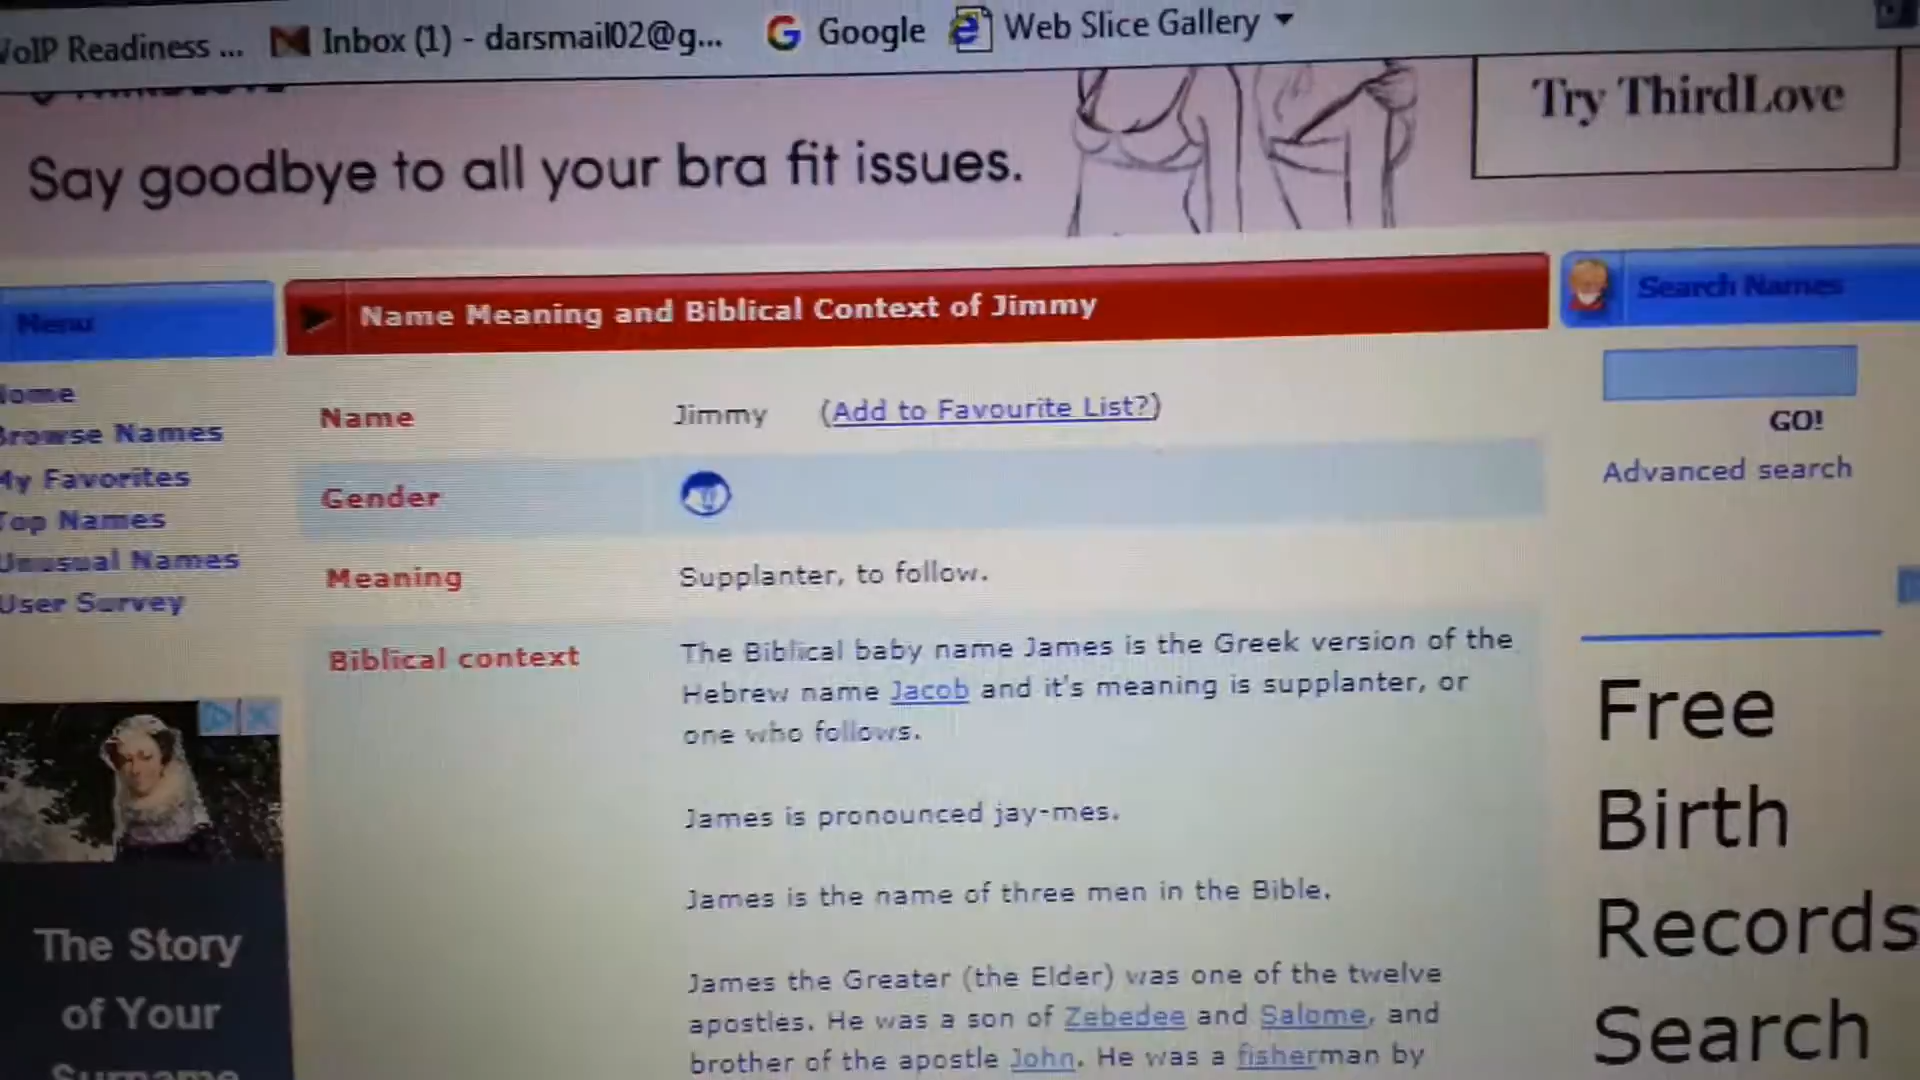 VoIP Readiness ...
Inbox (1) - darsmail02@g...
Google
Web Slice Gallery
Say goodbye to all your bra fit issues.
Try ThirdLove
Menu
Name Meaning and Biblical Context of Jimmy
Search Names
Home
Browse Names
My Favorites
Top Names
Unusual Names
User Survey
Name
Jimmy (Add to Favourite List?)
GO!
Advanced search
Gender
Meaning
Supplanter, to follow.
Biblical context
The Biblical baby name James is the Greek version of the
Hebrew name Jacob and it's meaning is supplanter, or
one who follows.
James is pronounced jay-mes.
James is the name of three men in the Bible.
James the Greater (the Elder) was one of the twelve
apostles. He was a son of Zebedee and Salome, and
brother of the apostle John. He was a fisherman by
The Story
of Your
Surname
Free
Birth
Records
Search